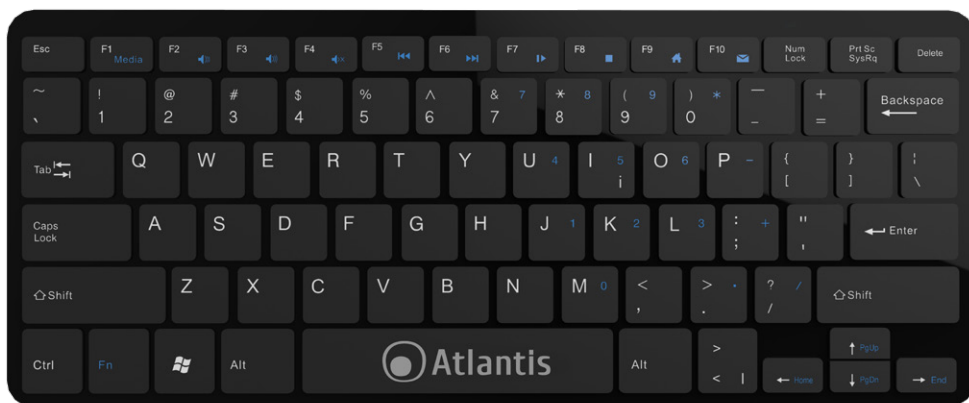 Esc F1 Media F2 F3 F4 F5 F6 F7 F8 F9 F10 Num Lock Prt Sc SysRq Delete
~ ` ! 1 @ 2 # 3 $ 4 % 5 ^ 6 & 7 7 * 8 8 ( 9 9 ) * 0 — - + = Backspace
Tab Q W E R T Y U 4 I 5 i O 6 P - { [ } ] ¦ \
Caps Lock A S D F G H J 1 K 2 L 3 : + ; " ' Enter
Shift Z X C V B N M 0 < , > . . ? / / Shift
Ctrl Fn Alt Atlantis Alt > < | ← Home ↑ PgUp ↓ PgDn → End